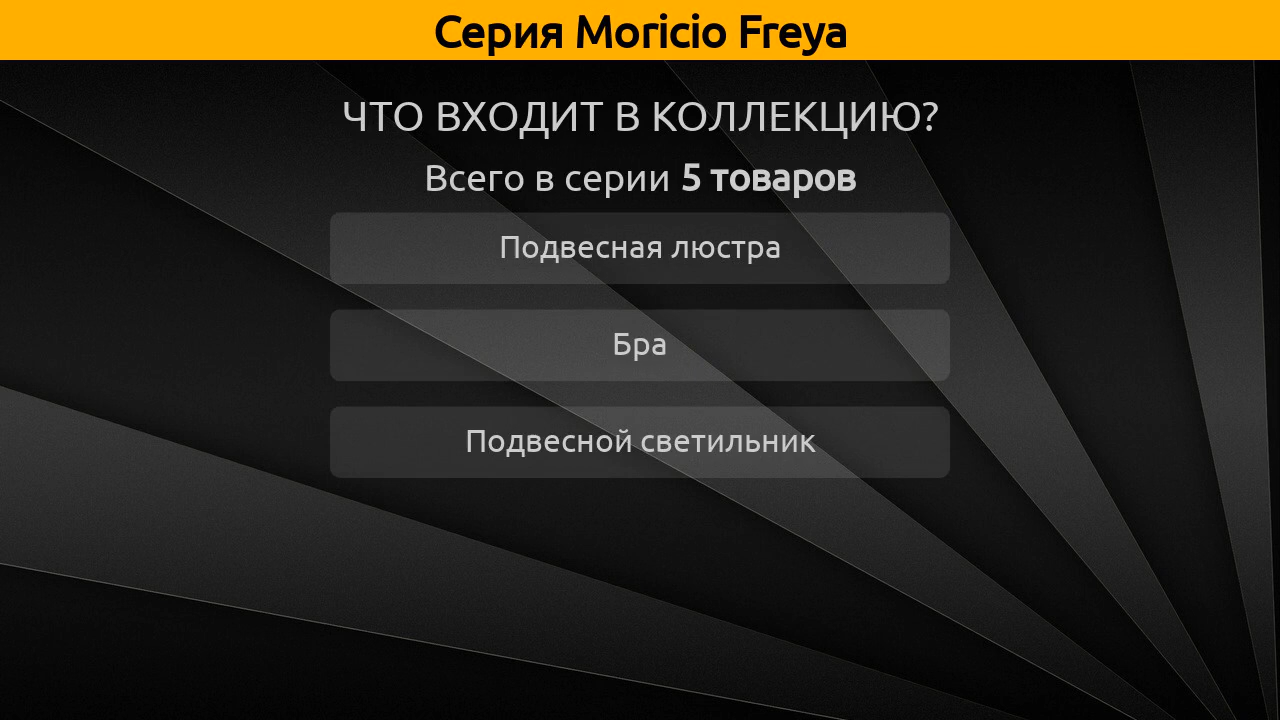 Серия Moricio Freya
ЧТО ВХОДИТ В КОЛЛЕКЦИЮ?
Всего в серии 5 товаров
Подвесная люстра
Бра
Подвесной светильник